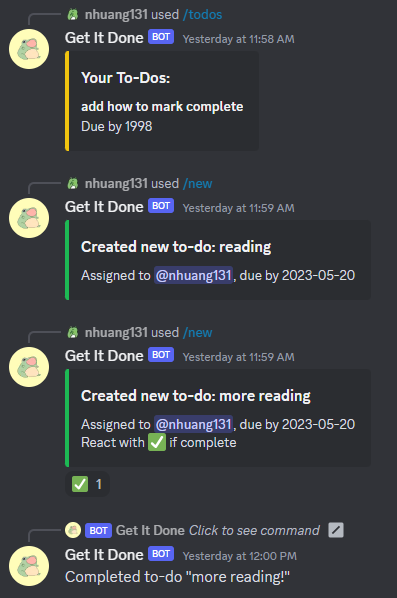 nhuang131 used /todos
Get It Done BOT Yesterday at 11:58 AM
Your To-Dos:
add how to mark complete
Due by 1998
nhuang131 used /new
Get It Done BOT Yesterday at 11:59 AM
Created new to-do: reading
Assigned to @nhuang131, due by 2023-05-20
nhuang131 used /new
Get It Done BOT Yesterday at 11:59 AM
Created new to-do: more reading
Assigned to @nhuang131, due by 2023-05-20
React with ✅ if complete
✅ 1
BOT Get It Done Click to see command
Get It Done BOT Yesterday at 12:00 PM
Completed to-do "more reading!"